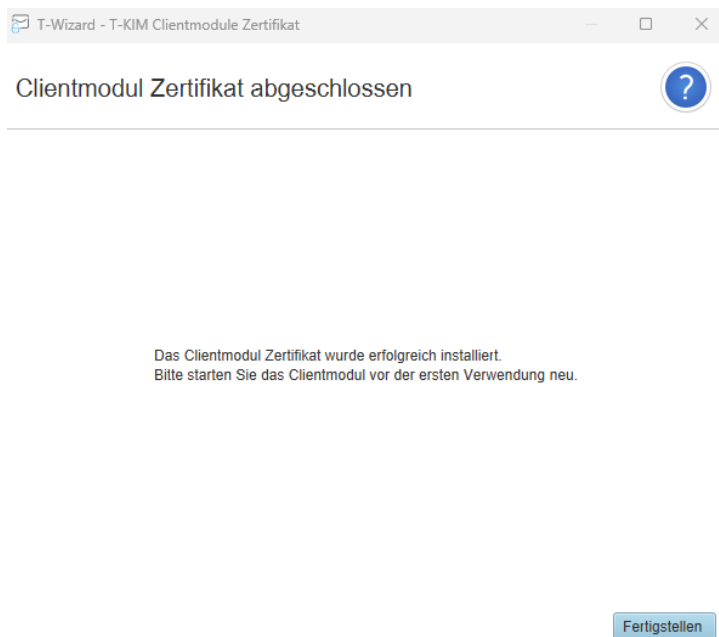 T-Wizard - T-KIM Clientmodule Zertifikat
Clientmodul Zertifikat abgeschlossen
?
Das Clientmodul Zertifikat wurde erfolgreich installiert.
Bitte starten Sie das Clientmodul vor der ersten Verwendung neu.
Fertigstellen